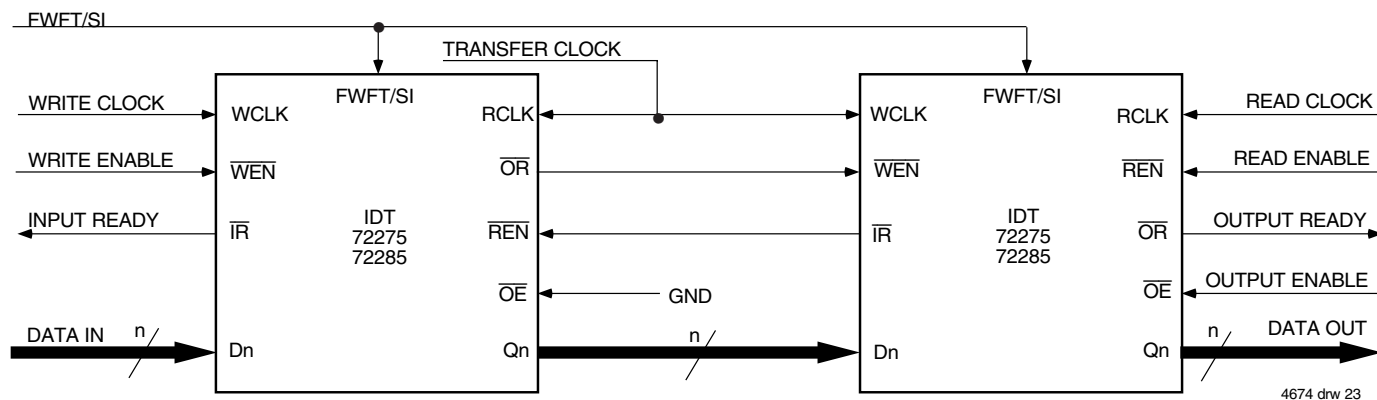 FWFT/SI
TRANSFER CLOCK
FWFT/SI
FWFT/SI
WRITE CLOCK
WCLK
RCLK
WCLK
RCLK
READ CLOCK
WRITE ENABLE
WEN
OR
WEN
REN
READ ENABLE
INPUT READY
IR
IDT
72275
72285
REN
IR
IDT
72275
72285
OR
OUTPUT READY
OE
GND
OE
OUTPUT ENABLE
DATA IN
n
Dn
Qn
n
Dn
Qn
n
DATA OUT
4674 drw 23